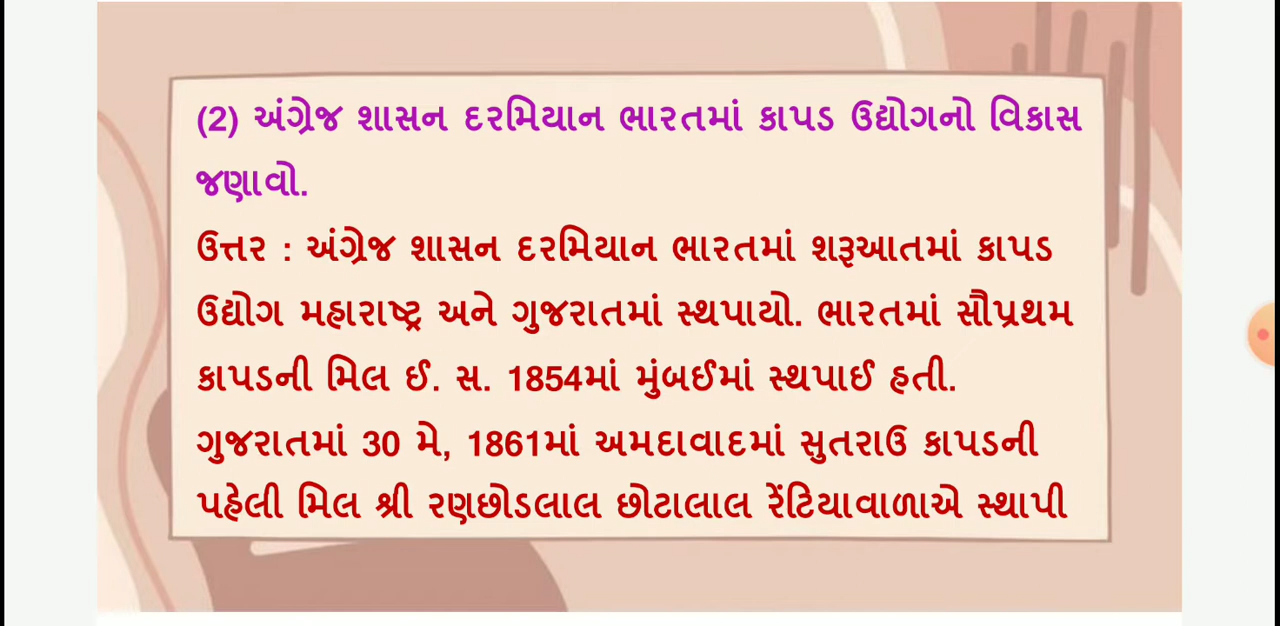 (2) અંગ્રેજ શાસન દરમિયાન ભારતમાં કાપડ ઉદ્યોગનો વિકાસ
જણાવો.
ઉત્તર : અંગ્રેજ શાસન દરમિયાન ભારતમાં શરૂઆતમાં કાપડ
ઉદ્યોગ મહારાષ્ટ્ર અને ગુજરાતમાં સ્થપાયો. ભારતમાં સૌપ્રથમ
કાપડની મિલ ઈ. સ. 1854માં મુંબઈમાં સ્થપાઈ હતી.
ગુજરાતમાં 30 મે, 1861માં અમદાવાદમાં સુતરાઉ કાપડની
પહેલી મિલ શ્રી રણછોડલાલ છોટાલાલ રેંટિયાવાળાએ સ્થાપી